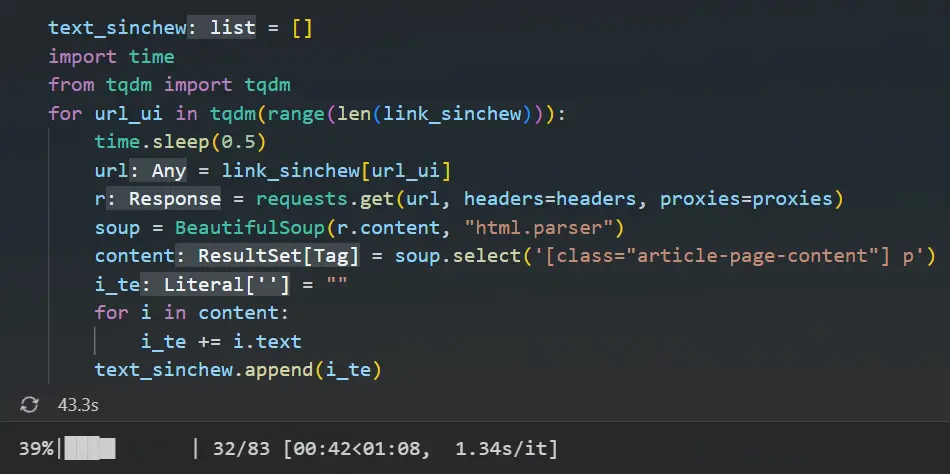 text_sinchew: list = []
import time
from tqdm import tqdm
for url_ui in tqdm(range(len(link_sinchew))):
    time.sleep(0.5)
    url: Any = link_sinchew[url_ui]
    r: Response = requests.get(url, headers=headers, proxies=proxies)
    soup = BeautifulSoup(r.content, "html.parser")
    content: ResultSet[Tag] = soup.select('[class="article-page-content"] p')
    i_te: Literal[''] = ""
    for i in content:
        i_te += i.text
    text_sinchew.append(i_te)
43.3s
39%|███▊      | 32/83 [00:42<01:08,  1.34s/it]